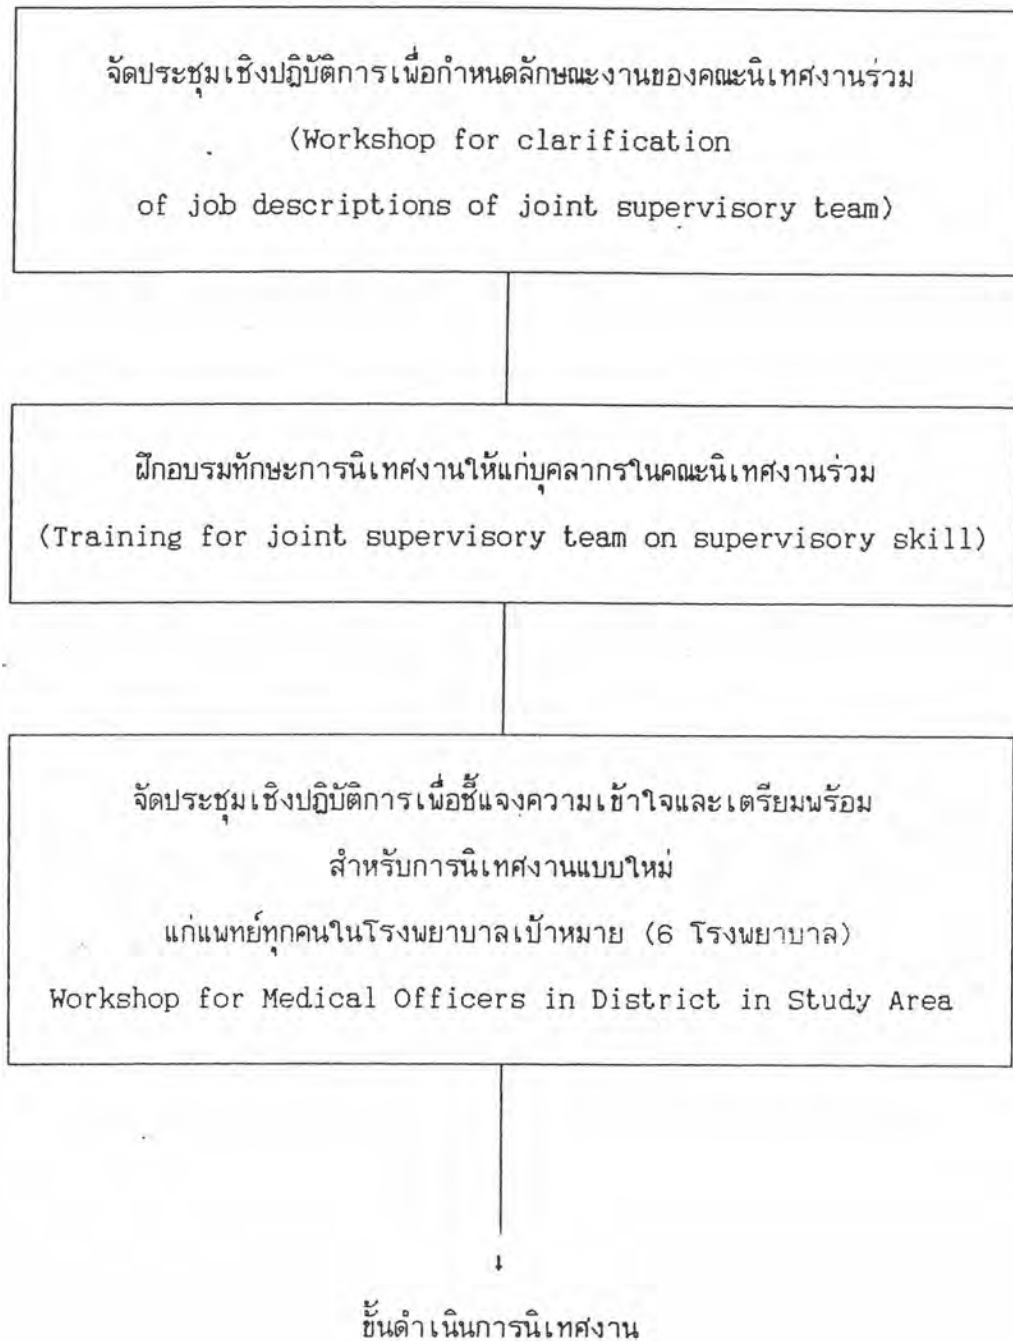 จัดประชุมเชิงปฏิบัติการเพื่อกำหนดลักษณะงานของคณะนิเทศงานร่วม
(Workshop for clarification
of job descriptions of joint supervisory team)
ฝึกอบรมทักษะการนิเทศงานให้แก่บุคลากรในคณะนิเทศงานร่วม
(Training for joint supervisory team on supervisory skill)
จัดประชุมเชิงปฏิบัติการเพื่อชี้แจงความเข้าใจและเตรียมพร้อม
สำหรับการนิเทศงานแบบใหม่
แก่แพทย์ทุกคนในโรงพยาบาลเป้าหมาย (6 โรงพยาบาล)
Workshop for Medical Officers in District in Study Area
ขั้นดำเนินการนิเทศงาน